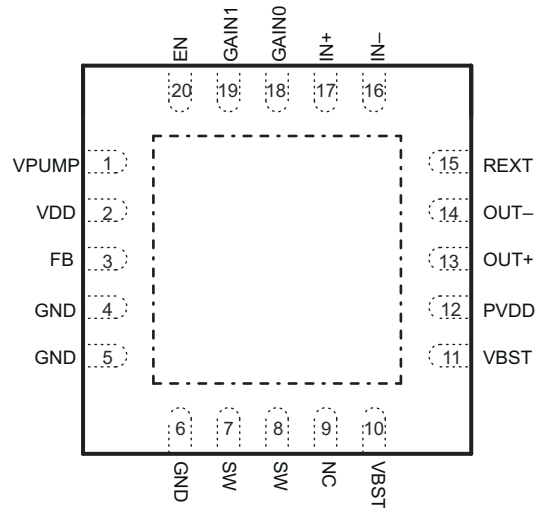 EN GAIN1 GAIN0 IN+ IN–
20 19 18 17 16
VPUMP 1
VDD 2
FB 3
GND 4
GND 5
15 REXT
14 OUT–
13 OUT+
12 PVDD
11 VBST
6 7 8 9 10
GND SW SW NC VBST